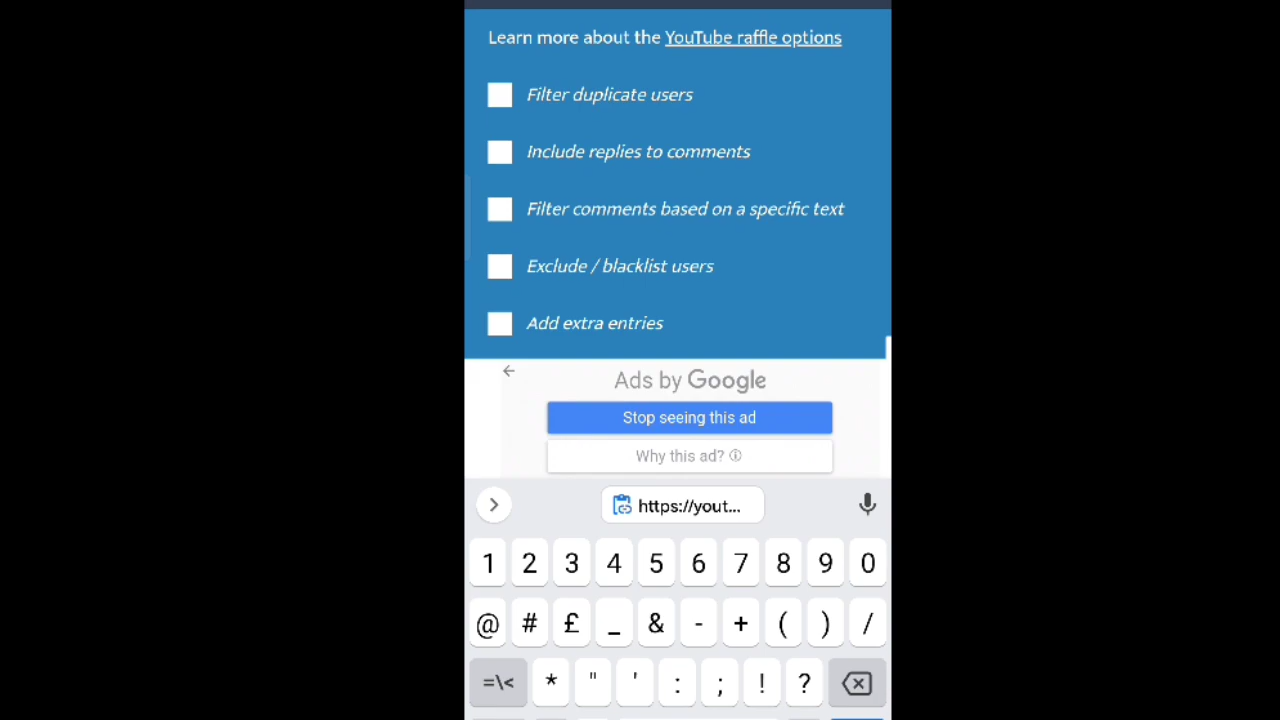 Learn more about the YouTube raffle options
Filter duplicate users
Include replies to comments
Filter comments based on a specific text
Exclude / blacklist users
Add extra entries
Ads by Google
Stop seeing this ad
Why this ad?
https://yout...
1 2 3 4 5 6 7 8 9 0
@ # £ _ & - + ( ) /
=\< * " ' : ; ! ?